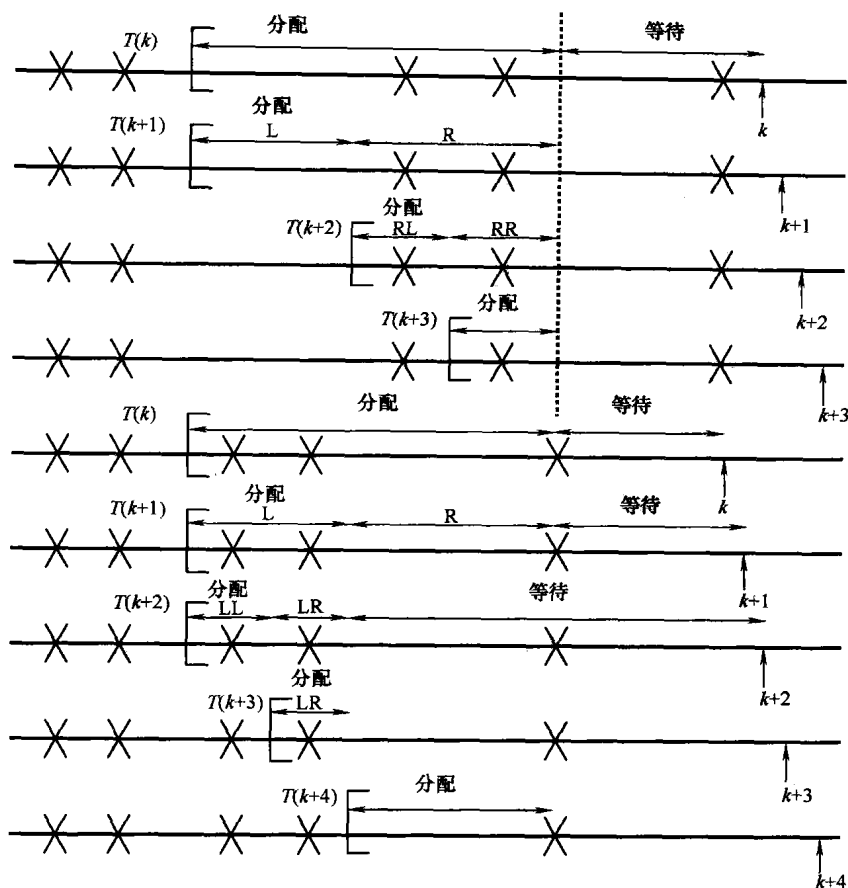 分配
等待
T(k)
k
分配
T(k+1)
L
R
k+1
分配
T(k+2)
RL
RR
k+2
分配
T(k+3)
k+3
分配
等待
T(k)
k
分配
T(k+1)
L
R
等待
k+1
分配
T(k+2)
LL
LR
等待
k+2
分配
T(k+3)
LR
k+3
分配
T(k+4)
k+4